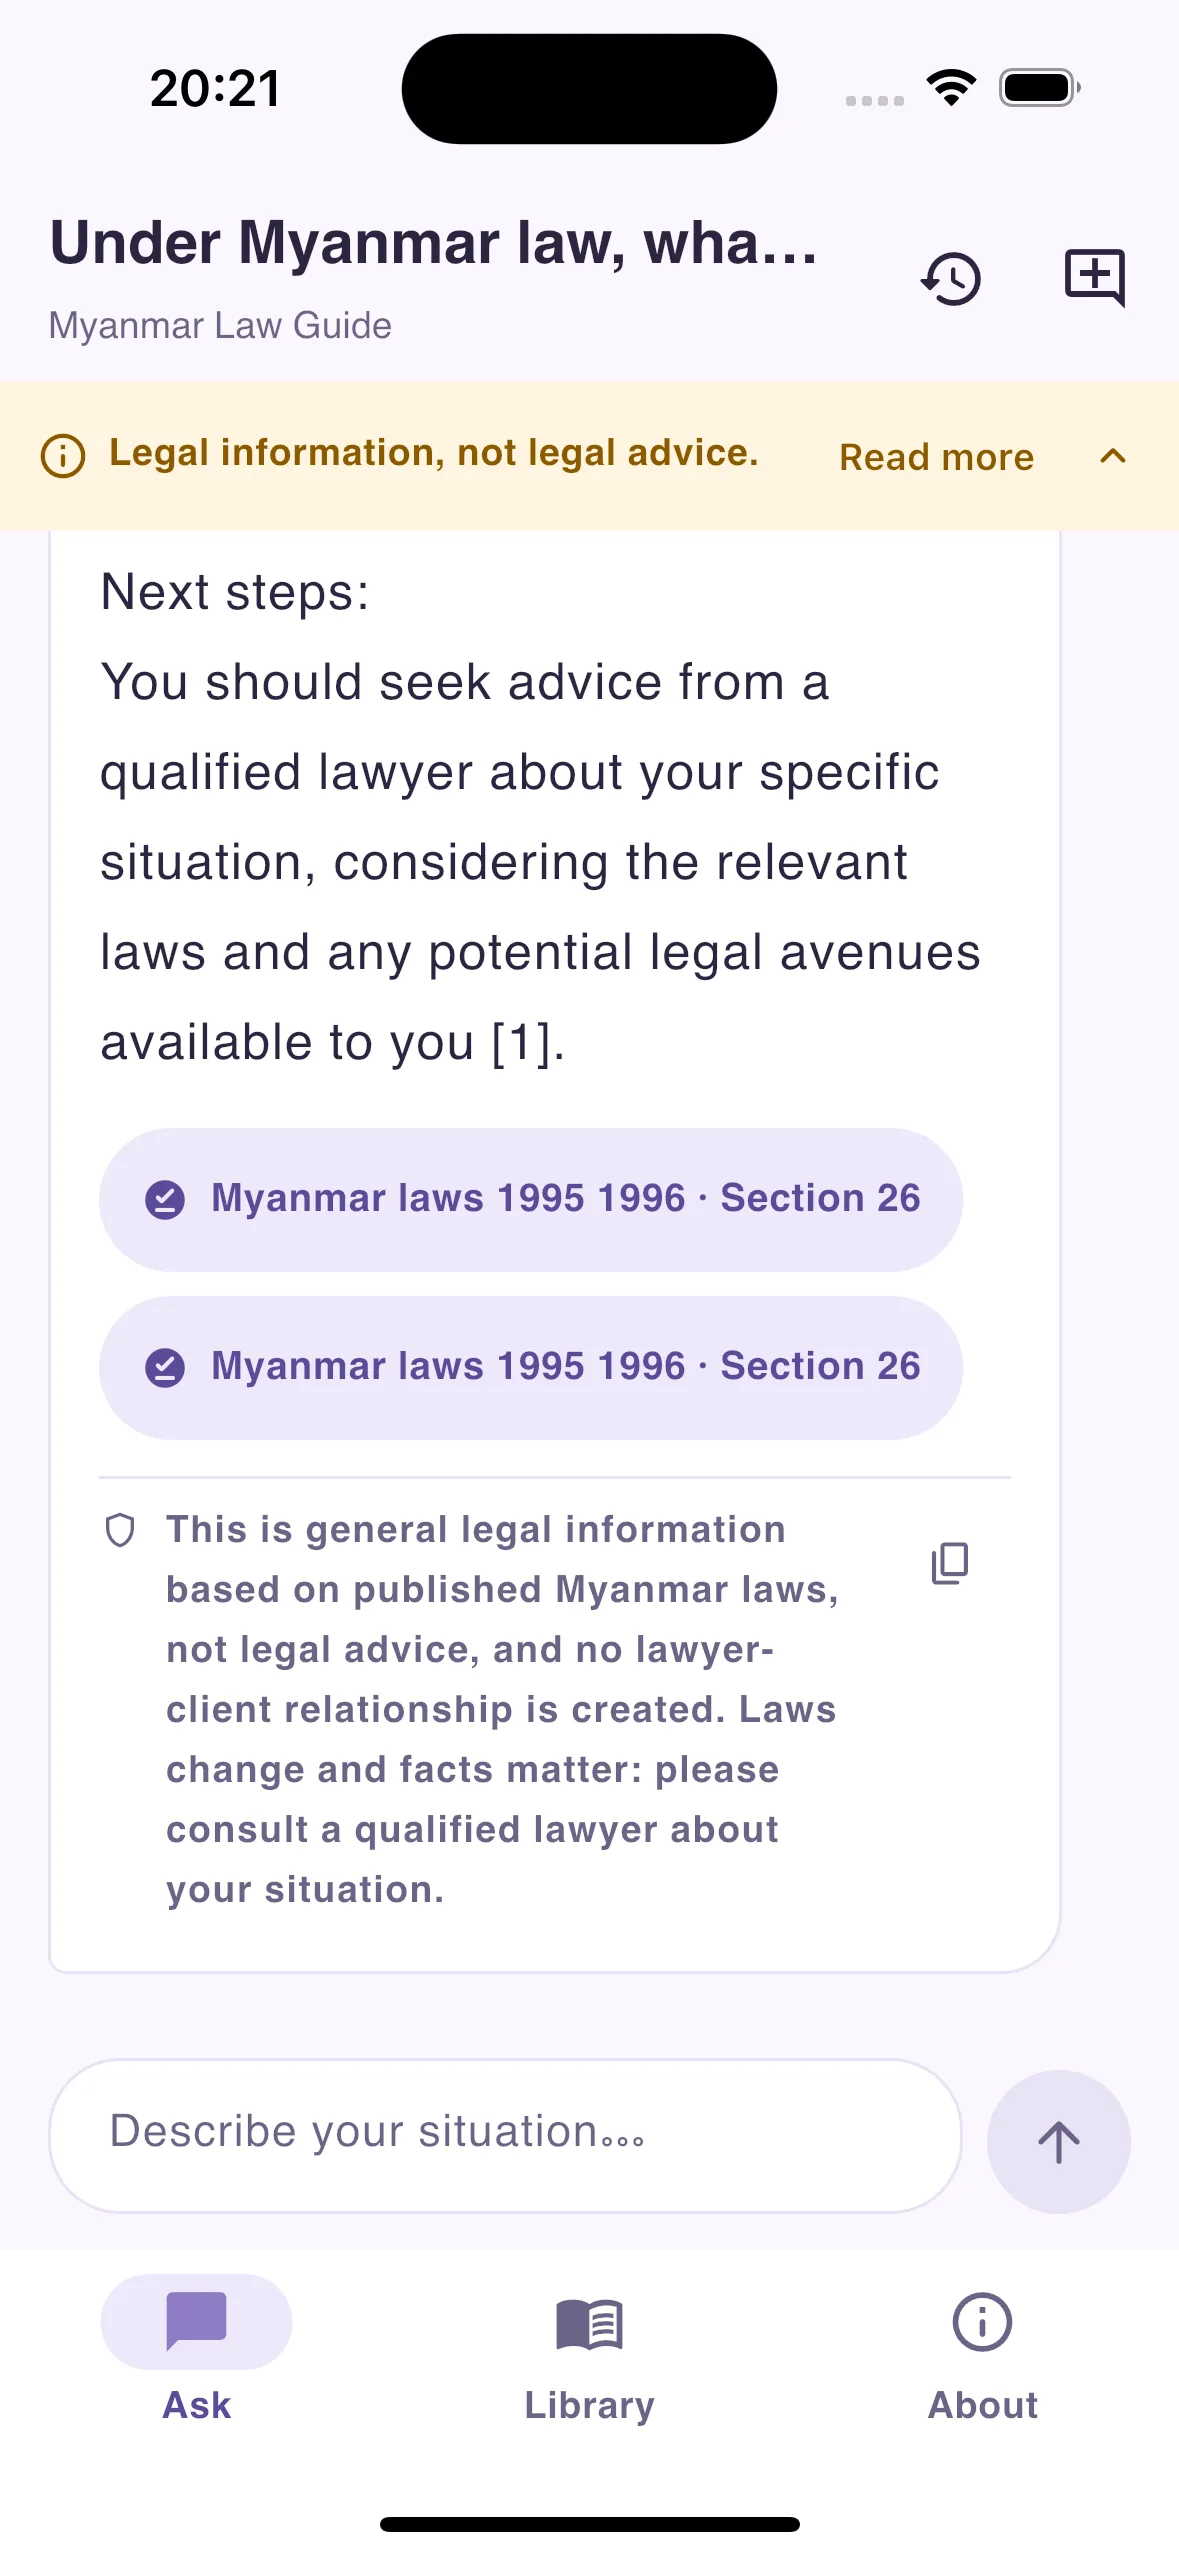 20:21
Under Myanmar law, wha...
Myanmar Law Guide
Legal information, not legal advice.
Read more
Next steps:
You should seek advice from a
qualified lawyer about your specific
situation, considering the relevant
laws and any potential legal avenues
available to you [1].
Myanmar laws 1995 1996 · Section 26
Myanmar laws 1995 1996 · Section 26
This is general legal information
based on published Myanmar laws,
not legal advice, and no lawyer-
client relationship is created. Laws
change and facts matter: please
consult a qualified lawyer about
your situation.
Describe your situation...
Ask
Library
About